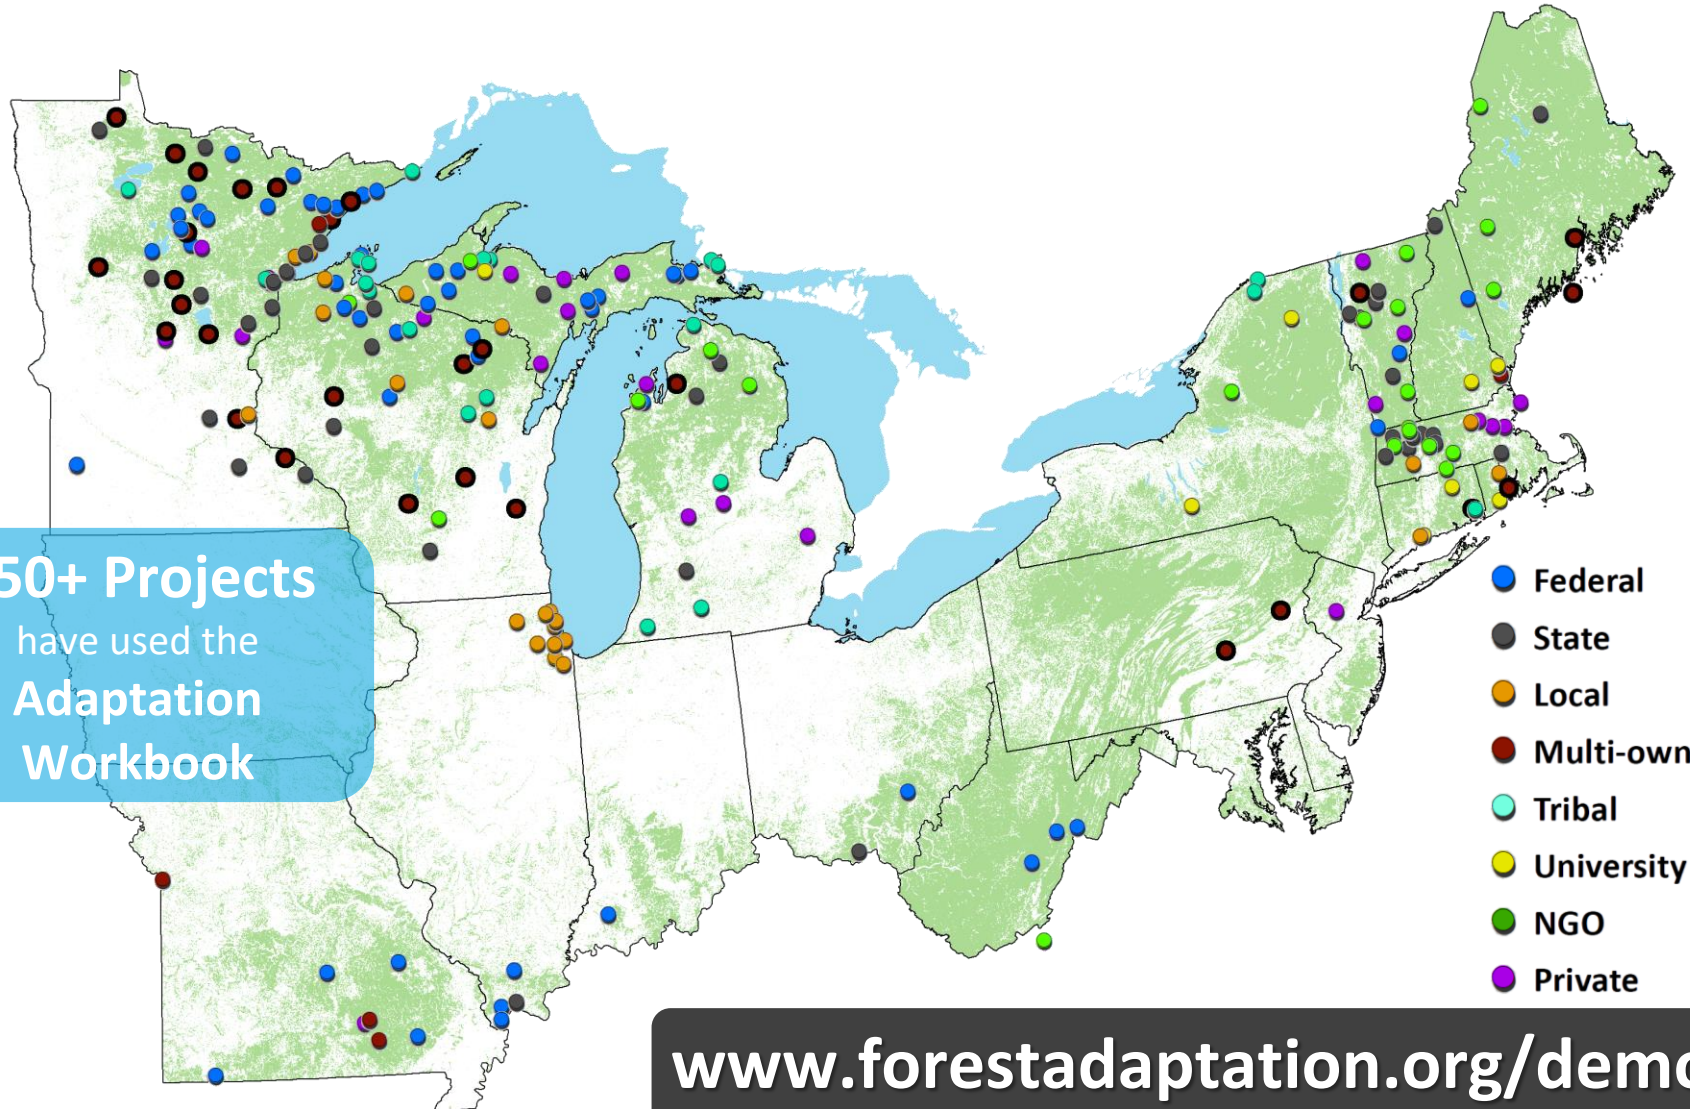 50+ Projects
have used the
Adaptation
Workbook
Federal
State
Local
Multi-own
Tribal
University
NGO
Private
www.forestadaptation.org/demo